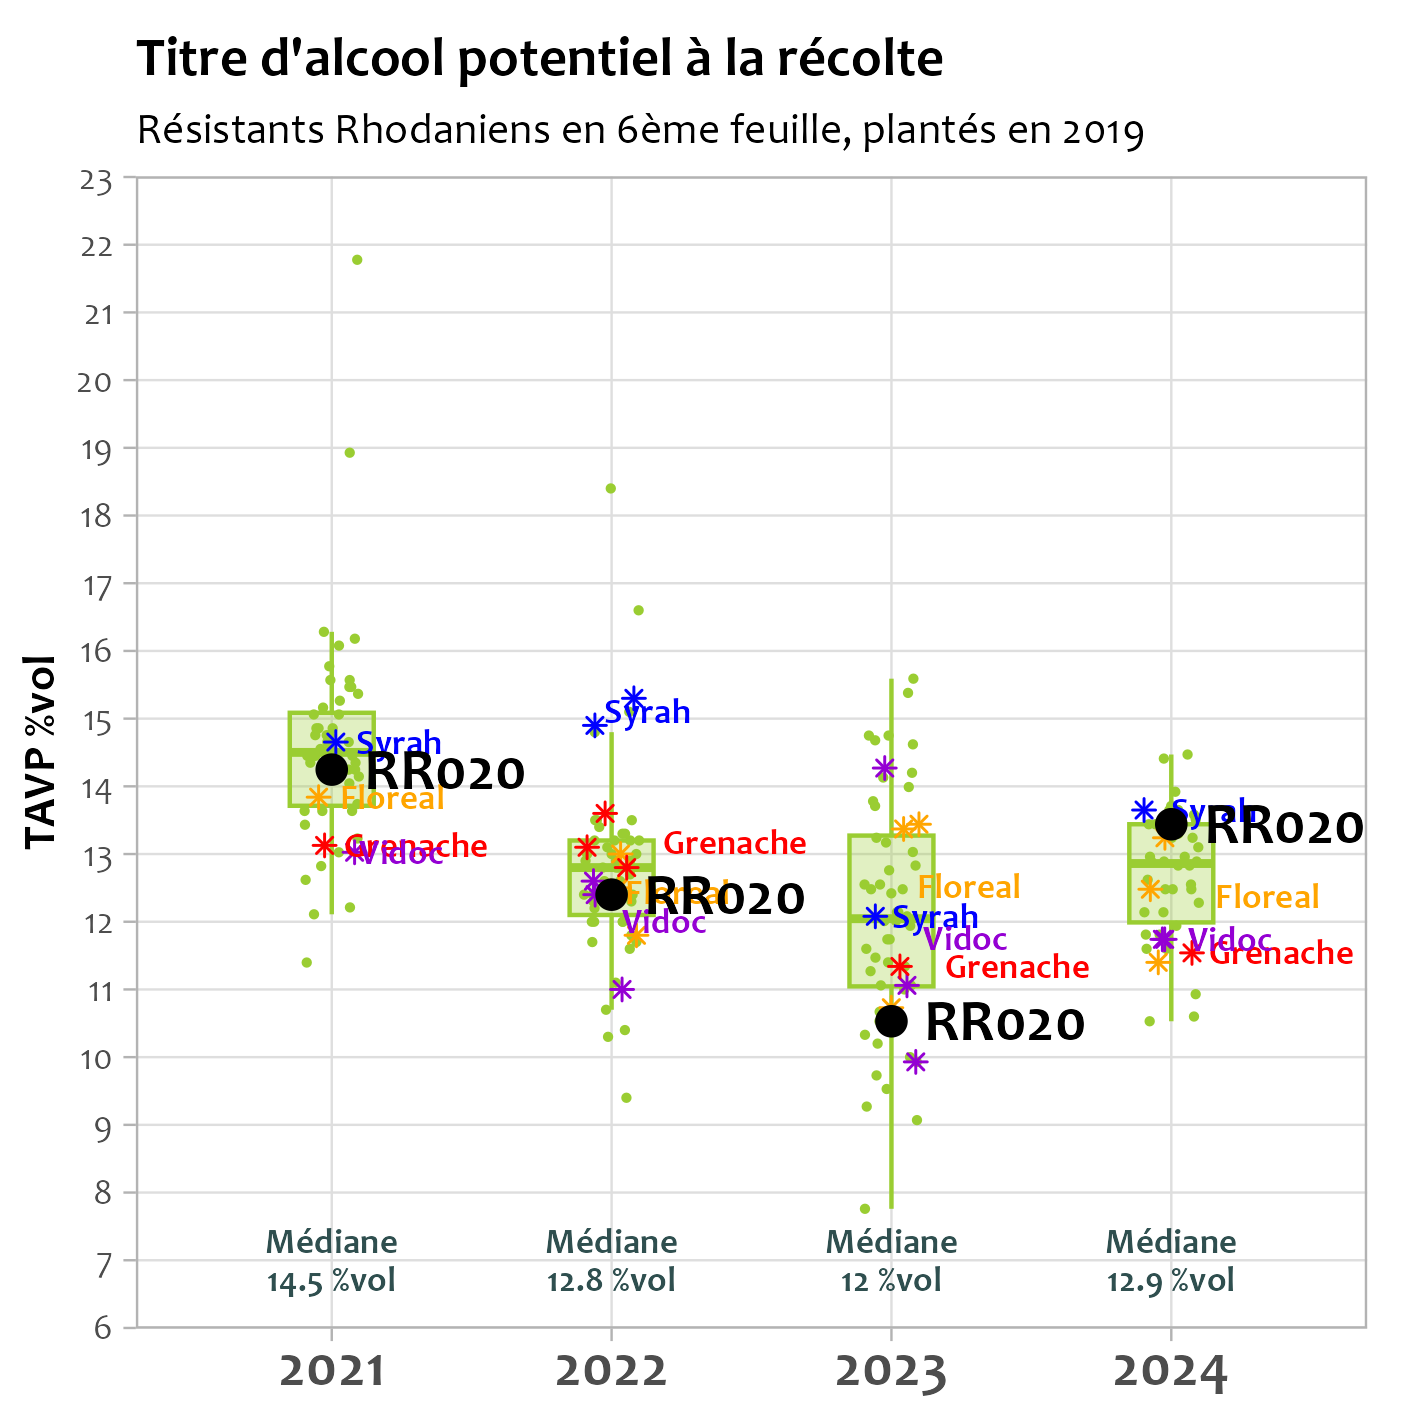 Titre d'alcool potentiel à la récolte
Résistants Rhodaniens en 6ème feuille, plantés en 2019
TAVP %vol
23
22
21
20
19
18
17
16
15
14
13
12
11
10
9
8
7
6
Syrah
RR020
Floreal
Grenache
Vidoc
Syrah
Grenache
Floreal
RR020
Vidoc
Floreal
Syrah
Vidoc
Grenache
RR020
Syrah
RR020
Floreal
Vidoc
Grenache
Médiane
14.5 %vol
Médiane
12.8 %vol
Médiane
12 %vol
Médiane
12.9 %vol
2021
2022
2023
2024